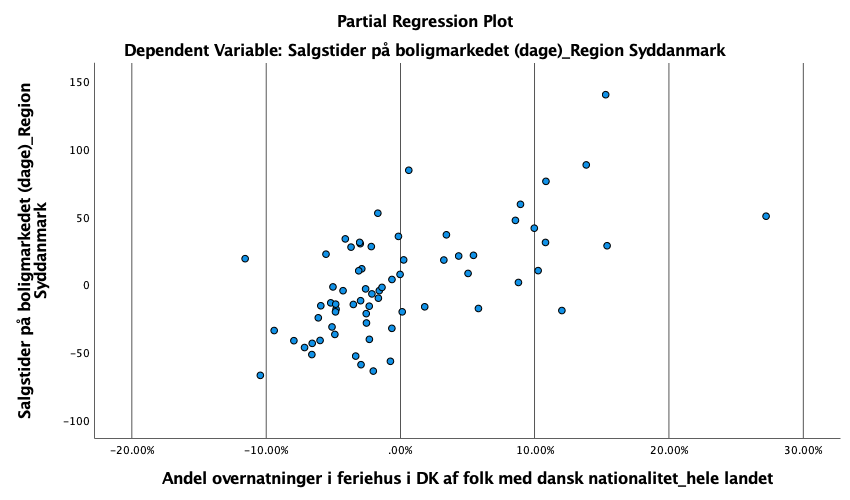 Partial Regression Plot
Dependent Variable: Salgstider på boligmarkedet (dage)_Region Syddanmark
Salgstider på boligmarkedet (dage)_Region
Syddanmark
150
100
50
0
-50
-100
-20.00%
-10.00%
.00%
10.00%
20.00%
30.00%
Andel overnatninger i feriehus i DK af folk med dansk nationalitet_hele landet